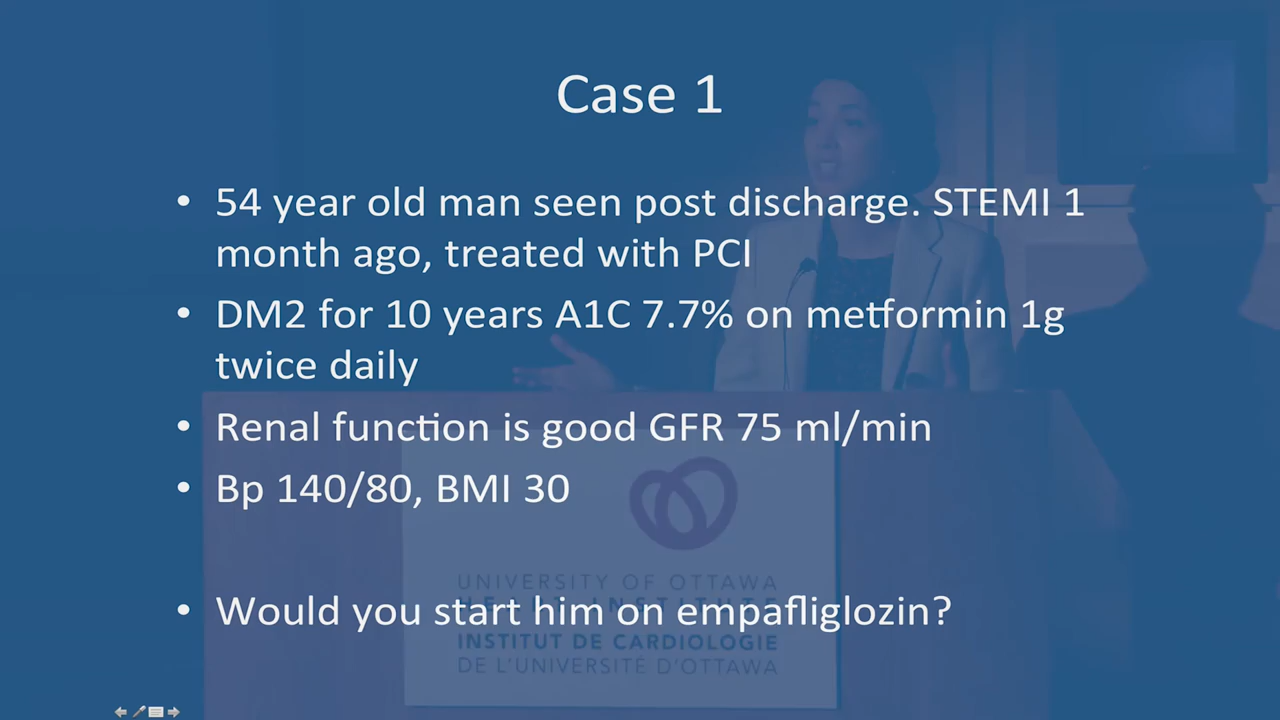 Case 1
• 54 year old man seen post discharge. STEMI 1
month ago, treated with PCI
• DM2 for 10 years A1C 7.7% on metformin 1g
twice daily
• Renal function is good GFR 75 ml/min
• Bp 140/80, BMI 30
UNIVERSITY OF OTTAWA
HEART INSTITUTE
• Would you start him on empafliglozin?
INSTITUT DE CARDIOLOGIE
DE L'UNIVERSITÉ D'OTTAWA